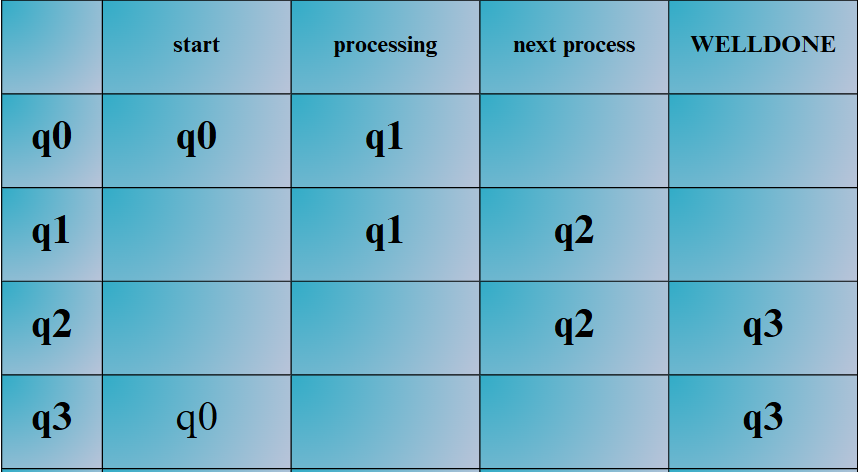 start processing next process WELLDONE
q0 q0 q1
q1 q1 q2
q2 q2 q3
q3 q0 q3